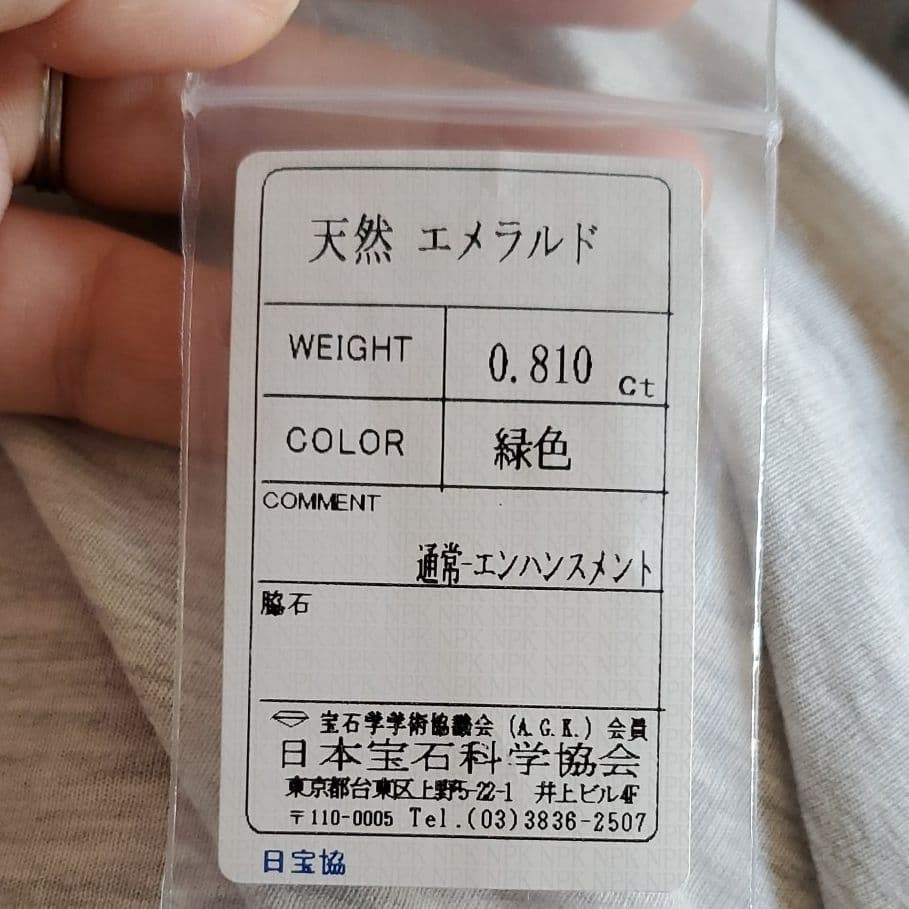 天然 エメラルド
WEIGHT 0.810 ct
COLOR 緑色
COMMENT
通常-エンハンスメント
脇石
宝石学学術協議会 (A.G.K.) 会員
日本宝石科学協会
東京都台東区上野5-22-1 井上ビル4F
〒110-0005 Tel.(03)3836-2507
日宝協